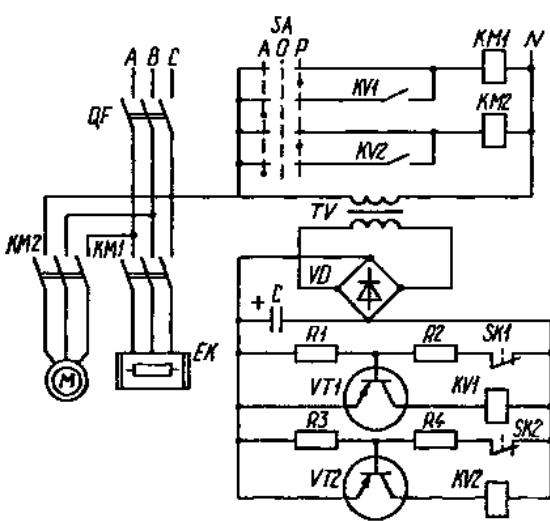 SA
А О Р
KM1 N
A B C
QF
KV1
KM2
KV2
TV
KM2
KM1
VD
+ C
R1 R2 SK1
EK
M
VT1
KV1
R3 R4 SK2
VT2
KV2